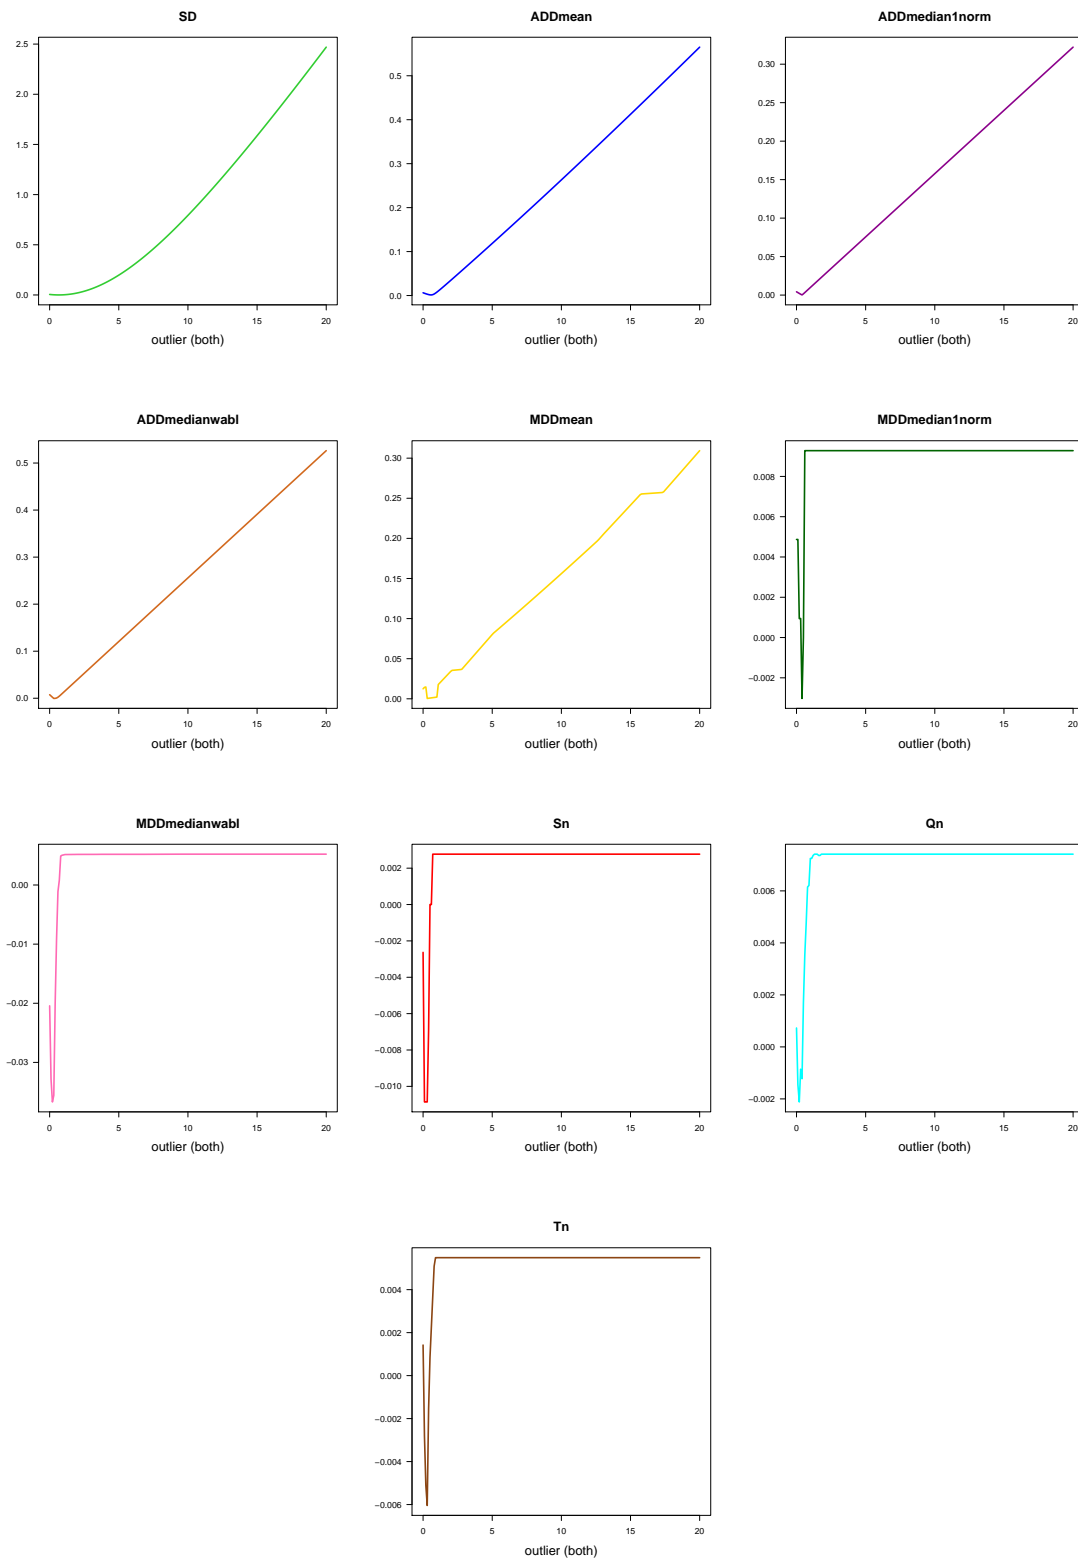 SD
2.5
2.0
1.5
1.0
0.5
0.0
0 5 10 15 20
outlier (both)
ADDmean
0.5
0.4
0.3
0.2
0.1
0.0
0 5 10 15 20
outlier (both)
ADDmedian1norm
0.30
0.25
0.20
0.15
0.10
0.05
0.00
0 5 10 15 20
outlier (both)
ADDmedianwabl
0.5
0.4
0.3
0.2
0.1
0.0
0 5 10 15 20
outlier (both)
MDDmean
0.30
0.25
0.20
0.15
0.10
0.05
0.00
0 5 10 15 20
outlier (both)
MDDmedian1norm
0.008
0.006
0.004
0.002
0.000
−0.002
0 5 10 15 20
outlier (both)
MDDmedianwabl
0.00
−0.01
−0.02
−0.03
0 5 10 15 20
outlier (both)
Sn
0.002
0.000
−0.002
−0.004
−0.006
−0.008
−0.010
0 5 10 15 20
outlier (both)
Qn
0.006
0.004
0.002
0.000
−0.002
0 5 10 15 20
outlier (both)
Tn
0.004
0.002
0.000
−0.002
−0.004
−0.006
0 5 10 15 20
outlier (both)